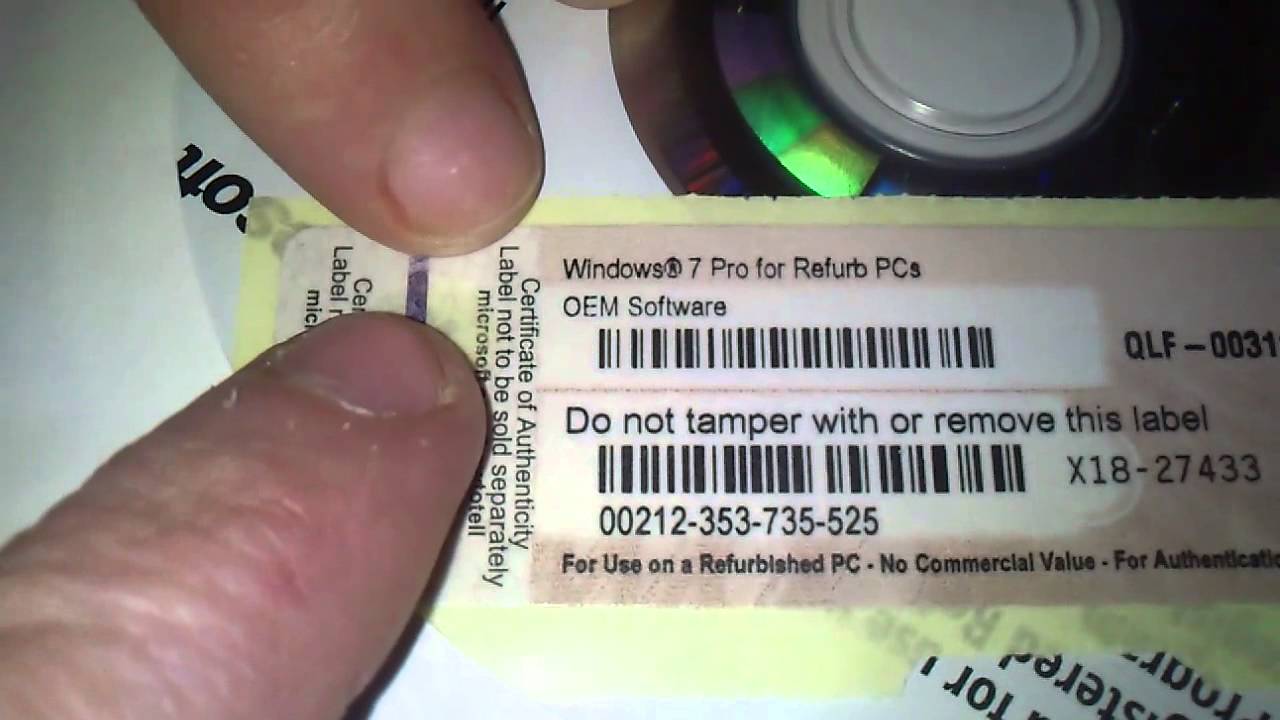 Windows® 7 Pro for Refurb PCs
OEM Software
QLF-0031
Do not tamper with or remove this label
X18-27433
00212-353-735-525
For Use on a Refurbished PC - No Commercial Value - For
Certificate of Authenticity
Label not to be sold separately
microsoft
Label